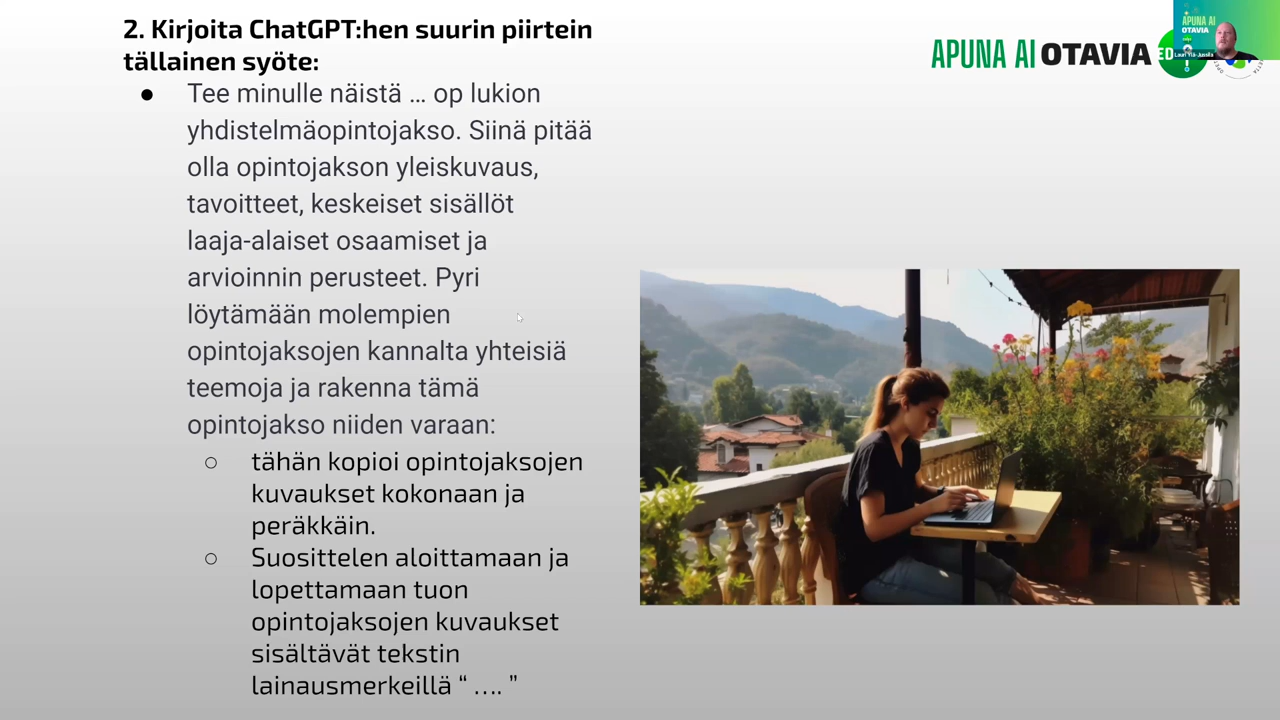 2. Kirjoita ChatGPT:hen suurin piirtein
tällainen syöte:
● Tee minulle näistä … op lukion
yhdistelmäopintojakso. Siinä pitää
olla opintojakson yleiskuvaus,
tavoitteet, keskeiset sisällöt
laaja-alaiset osaamiset ja
arvioinnin perusteet. Pyri
löytämään molempien
opintojaksojen kannalta yhteisiä
teemoja ja rakenna tämä
opintojakso niiden varaan:
○ tähän kopioi opintojaksojen
kuvaukset kokonaan ja
peräkkäin.
○ Suosittelen aloittamaan ja
lopettamaan tuon
opintojaksojen kuvaukset
sisältävät tekstin
lainausmerkeillä “ …. ”
APUNA AI OTAVIA
APUNA AI
OTAVIA
Lauri Ylä-Jussila